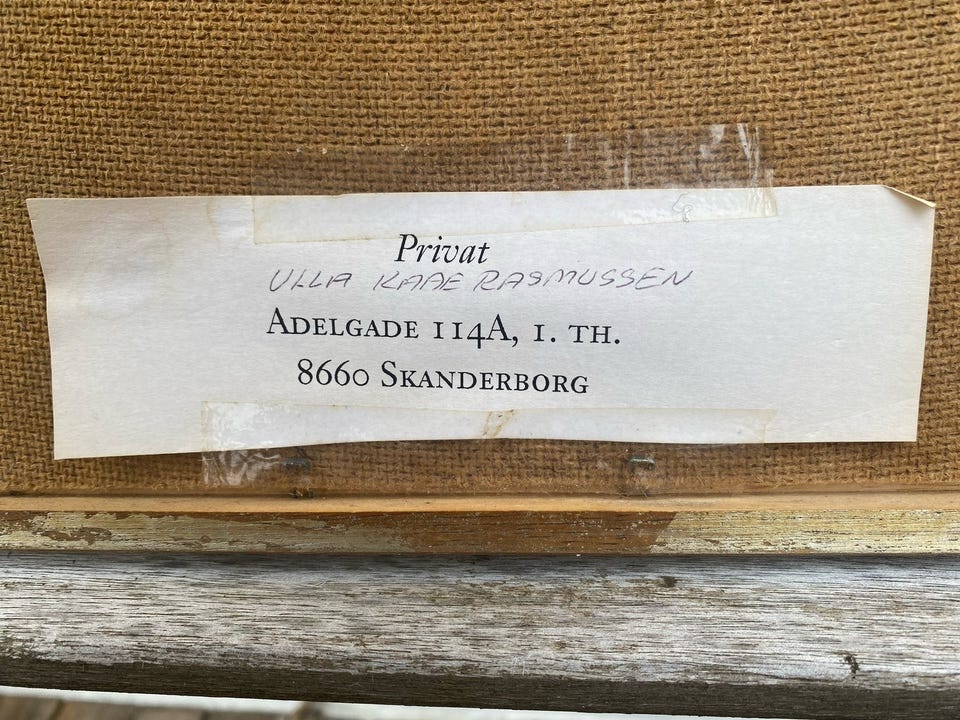 Privat
ULLA KAAE RASMUSSEN
ADELGADE 114A, 1. TH.
8660 SKANDERBORG